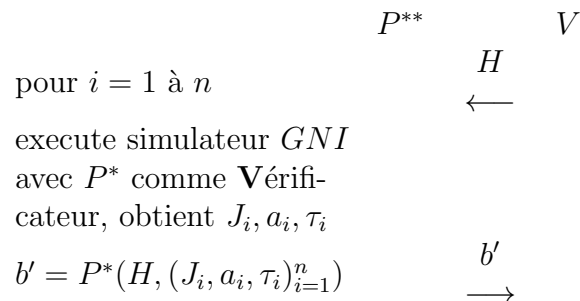 P** V
H
pour i = 1 à n
←
execute simulateur GNI
avec P* comme Vérifi-
cateur, obtient J_i, a_i, τ_i
b′
b′ = P*(H, (J_i, a_i, τ_i)_{i=1}^n)
→